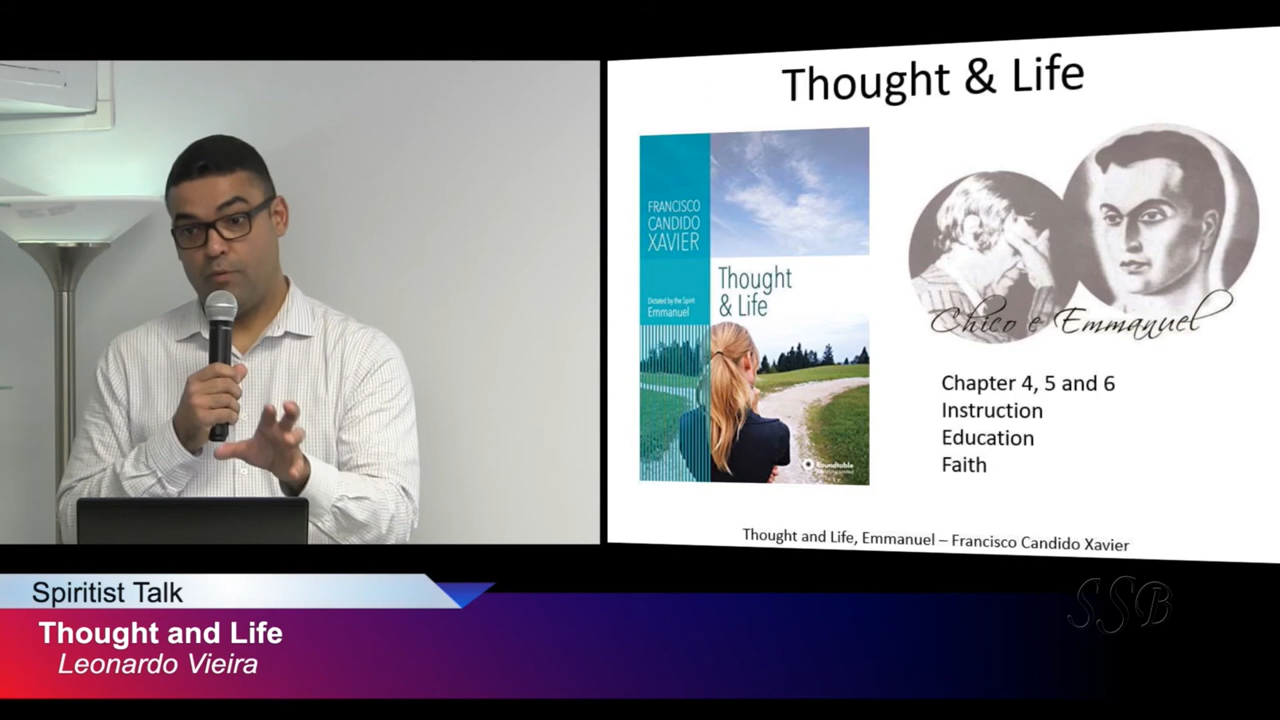 Thought & Life
FRANCISCO
CANDIDO
XAVIER
Dictated by the Spirit
Emmanuel
Thought
& Life
Roundtable
Chico e Emmanuel
Chapter 4, 5 and 6
Instruction
Education
Faith
Thought and Life, Emmanuel – Francisco Candido Xavier
Spiritist Talk
Thought and Life
Leonardo Vieira
SSB